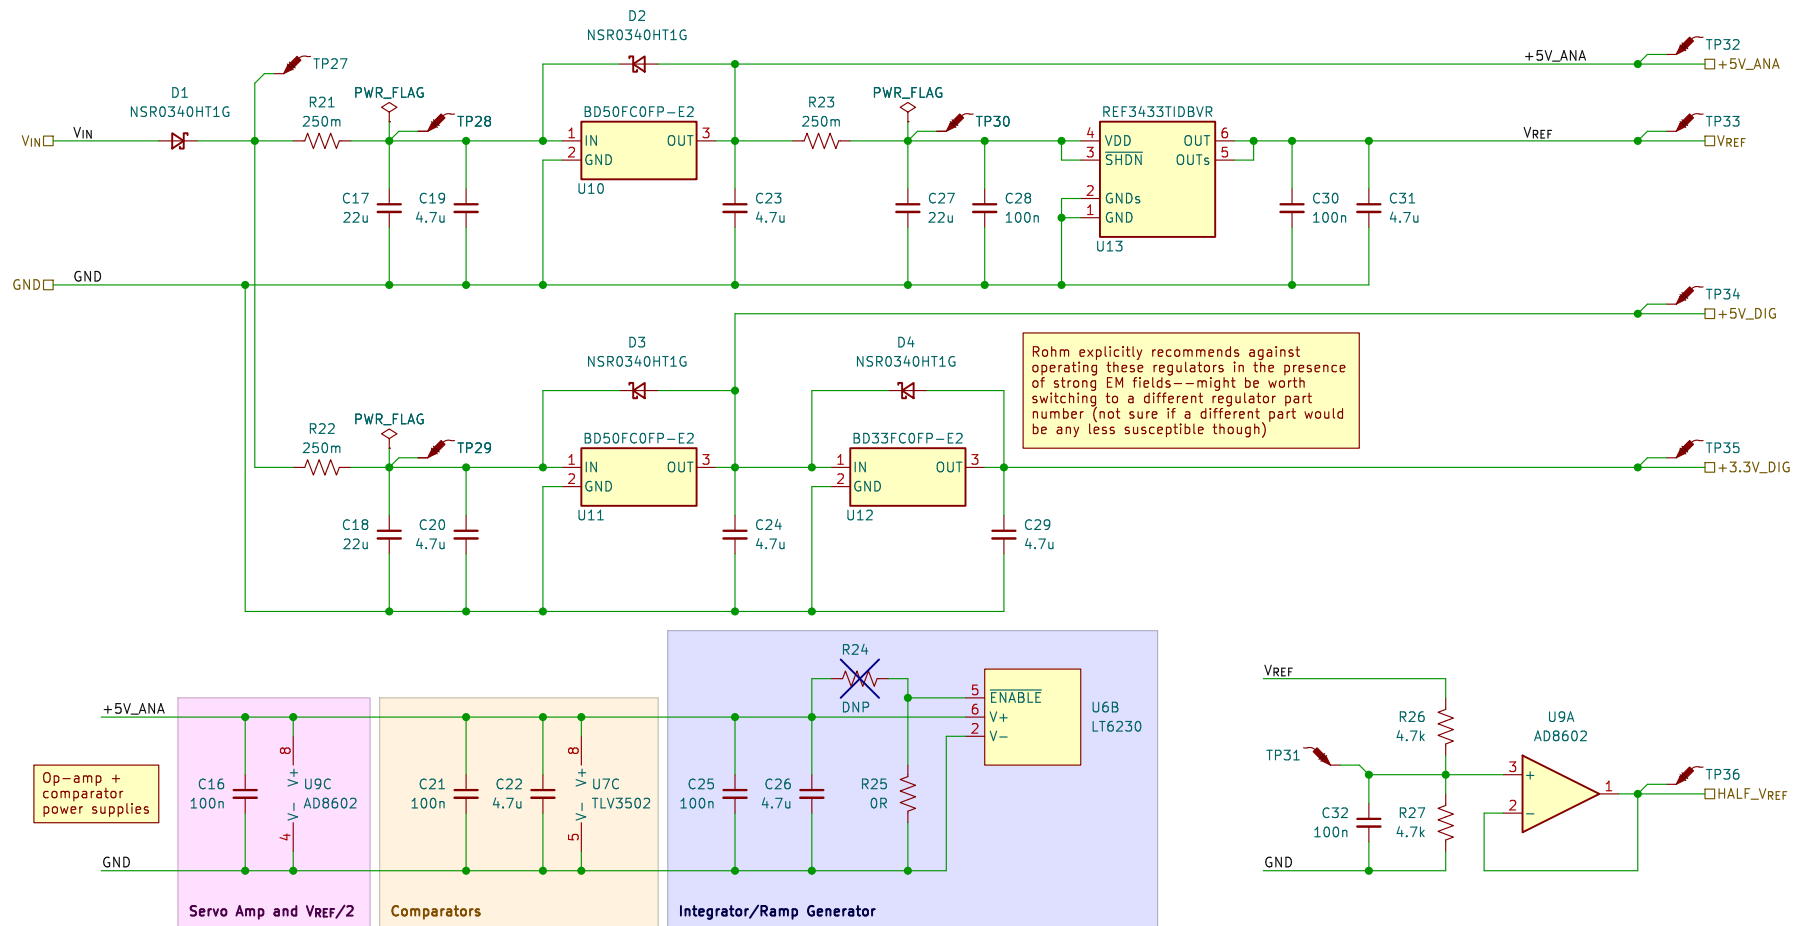 D2
NSR0340HT1G
+5V_ANA
TP32
+5V_ANA
TP27
D1
NSR0340HT1G
R21
250m
PWR_FLAG
TP28
BD50FC0FP-E2
R23
250m
PWR_FLAG
TP30
REF3433TIDBVR
TP33
VIN
VIN
1 IN
OUT 3
2 GND
U10
4 VDD
3 SHDN
2 GNDs
1 GND
OUT 6
OUTs 5
U13
VREF
VREF
C17
22u
C19
4.7u
C23
4.7u
C27
22u
C28
100n
C30
100n
C31
4.7u
GND
GND
TP34
+5V_DIG
D3
NSR0340HT1G
D4
NSR0340HT1G
Rohm explicitly recommends against
operating these regulators in the presence
of strong EM fields--might be worth
switching to a different regulator part
number (not sure if a different part would
be any less susceptible though)
R22
250m
PWR_FLAG
TP29
BD50FC0FP-E2
BD33FC0FP-E2
TP35
1 IN
OUT 3
2 GND
U11
1 IN
OUT 3
2 GND
U12
+3.3V_DIG
C18
22u
C20
4.7u
C24
4.7u
C29
4.7u
R24
DNP
+5V_ANA
5 ENABLE
6 V+
2 V-
U6B
LT6230
Op-amp +
comparator
power supplies
C16
100n
8
V+
V-
4
U9C
AD8602
C21
100n
C22
4.7u
8
V+
V-
5
U7C
TLV3502
C25
100n
C26
4.7u
R25
0R
GND
Servo Amp and VREF/2
Comparators
Integrator/Ramp Generator
VREF
R26
4.7k
U9A
AD8602
TP31
3
+
2
-
1
TP36
HALF_VREF
C32
100n
R27
4.7k
GND